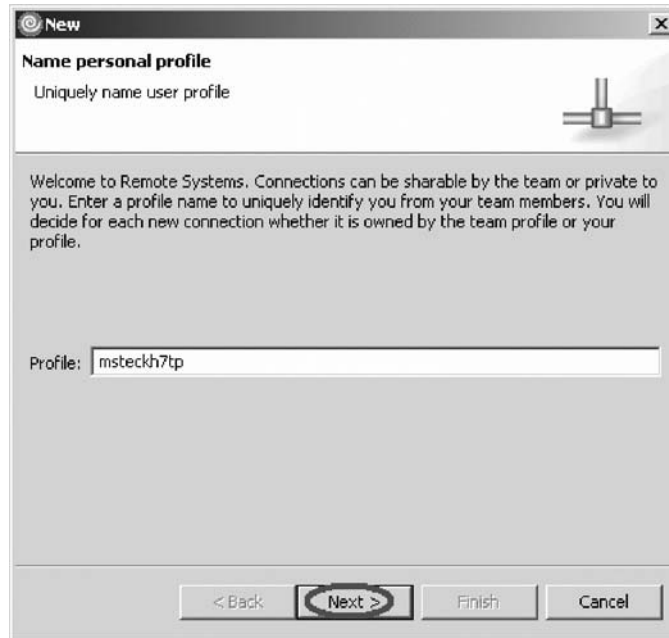 New
Name personal profile
Uniquely name user profile
Welcome to Remote Systems. Connections can be sharable by the team or private to
you. Enter a profile name to uniquely identify you from your team members. You will
decide for each new connection whether it is owned by the team profile or your
profile.
Profile: msteckh7tp
< Back Next > Finish Cancel